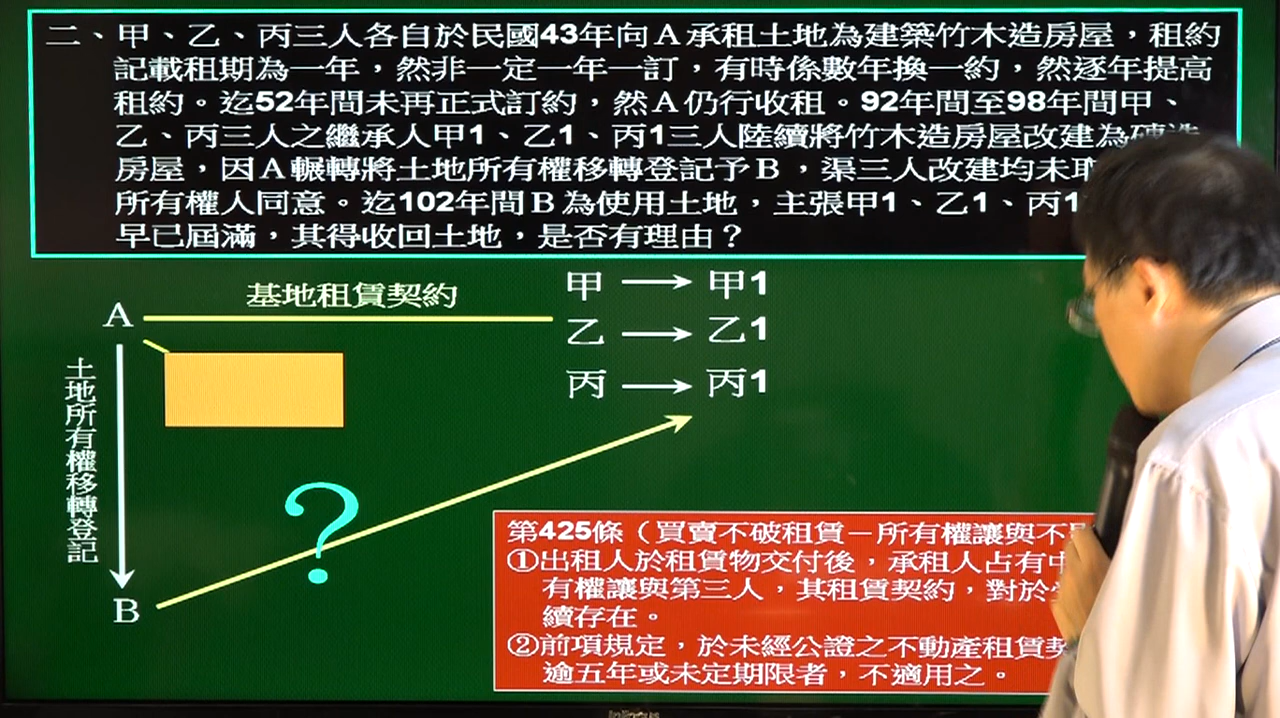 二、甲、乙、丙三人各自於民國43年向A承租土地為建築竹木造房屋，租約
記載租期為一年，然非一定一年一訂，有時係數年換一約，然逐年提高
租約。迄52年間未再正式訂約，然A仍行收租。92年間至98年間甲、
乙、丙三人之繼承人甲1、乙1、丙1三人陸續將竹木造房屋改建為磚造
房屋，因A輾轉將土地所有權移轉登記予B，渠三人改建均未
所有權人同意。迄102年間B為使用土地，主張甲1、乙1、丙1
早已屆滿，其得收回土地，是否有理由？
基地租賃契約
甲 → 甲1
A
乙 → 乙1
丙 → 丙1
土地所有權移轉登記
?
B
第425條（買賣不破租賃－所有權讓與不
①出租人於租賃物交付後，承租人占有中
有權讓與第三人，其租賃契約，對於
續存在。
②前項規定，於未經公證之不動產租賃契
逾五年或未定期限者，不適用之。